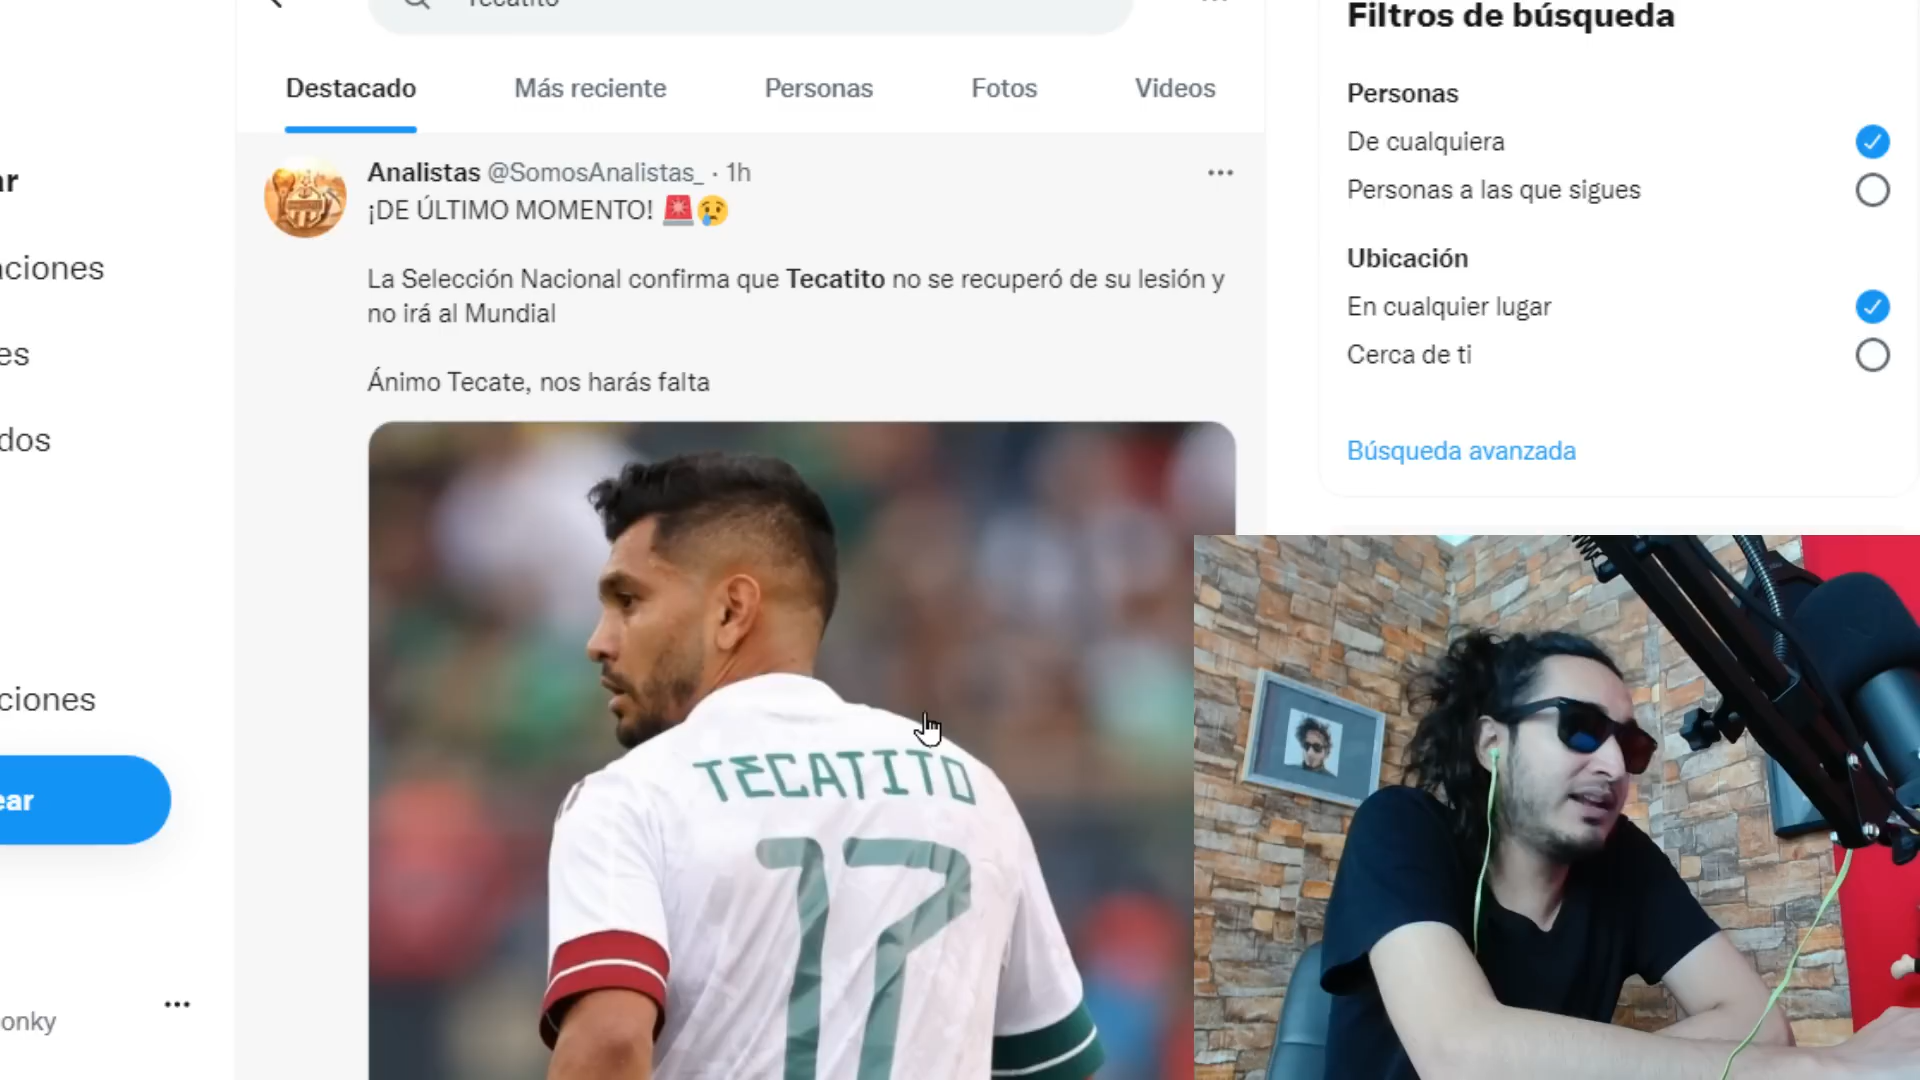 Tecatito
Destacado
Más reciente
Personas
Fotos
Videos
Analistas @SomosAnalistas_ · 1h
¡DE ÚLTIMO MOMENTO! 🚨😢
La Selección Nacional confirma que Tecatito no se recuperó de su lesión y
no irá al Mundial
Ánimo Tecate, nos harás falta
TECATITO
17
Filtros de búsqueda
Personas
De cualquiera
Personas a las que sigues
Ubicación
En cualquier lugar
Cerca de ti
Búsqueda avanzada
ar
aciones
es
dos
ciones
ear
onky